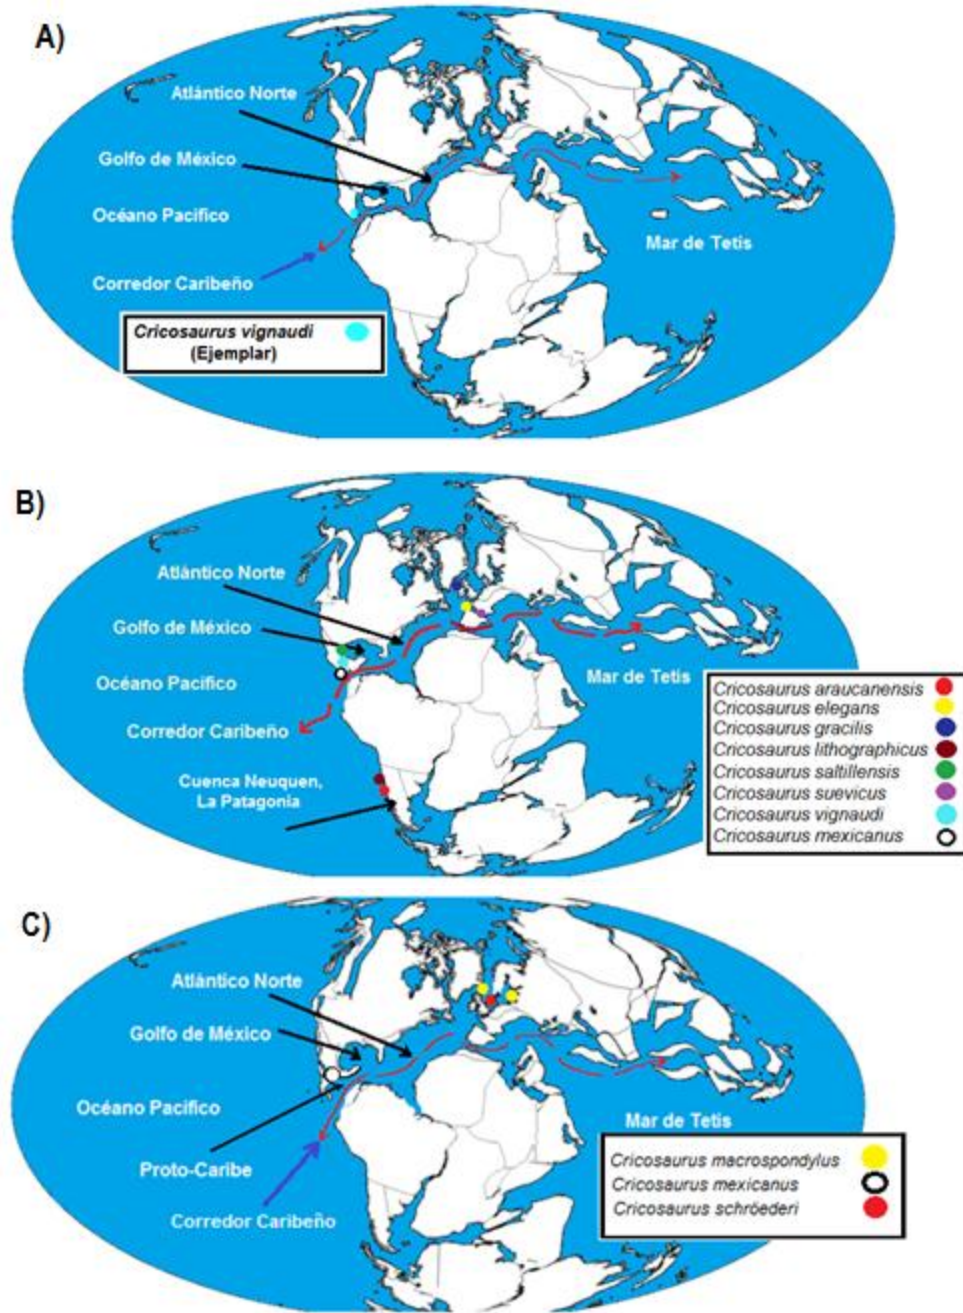 A)
Atlántico Norte
Golfo de México
Océano Pacifico
Mar de Tetis
Corredor Caribeño
Cricosaurus vignaudi
(Ejemplar)
B)
Atlántico Norte
Golfo de México
Océano Pacifico
Mar de Tetis
Corredor Caribeño
Cuenca Neuquen,
La Patagonia
Cricosaurus araucanensis
Cricosaurus elegans
Cricosaurus gracilis
Cricosaurus lithographicus
Cricosaurus saltillensis
Cricosaurus suevicus
Cricosaurus vignaudi
Cricosaurus mexicanus
C)
Atlántico Norte
Golfo de México
Océano Pacifico
Mar de Tetis
Proto-Caribe
Corredor Caribeño
Cricosaurus macrospondylus
Cricosaurus mexicanus
Cricosaurus schröederi